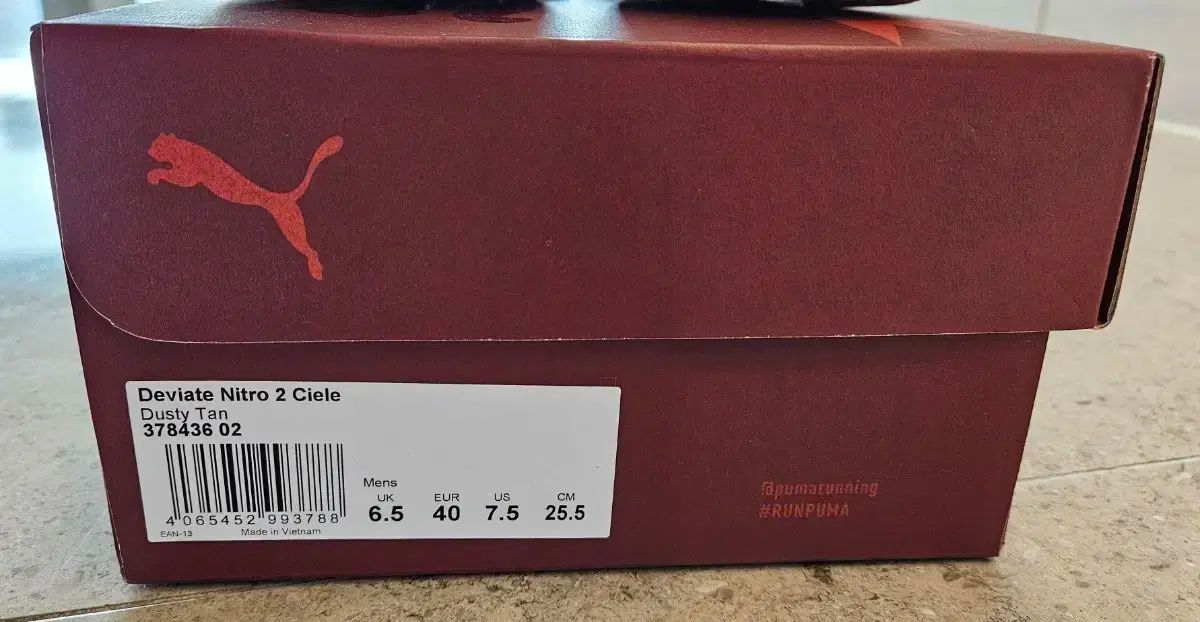 Deviate Nitro 2 Ciele
Dusty Tan
378436 02
4 065452 993788
EAN-13
Made in Vietnam
Mens
UK EUR US CM
6.5 40 7.5 25.5
@pumarunning
#RUNPUMA